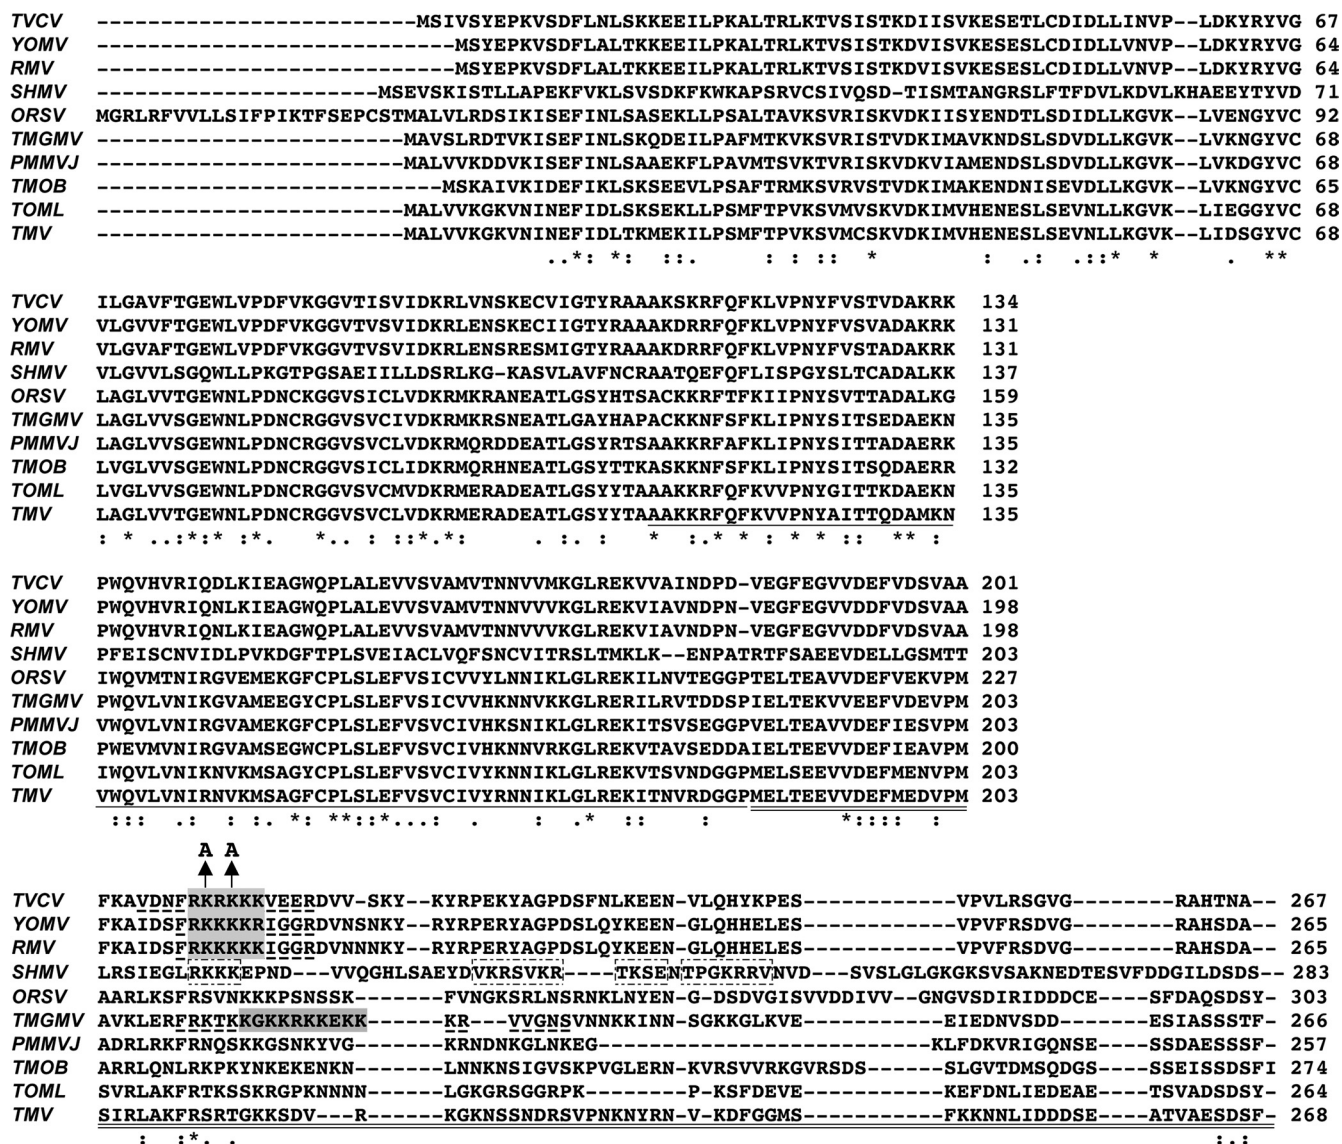 TVCV -------------------------MSIVSYEPKVSDFLNLSKKEEILPKALTRLKTVSISTKDIISVKESETLCDIDLLINVP--LDKYRYVG 67
YOMV ----------------------------MSYEPKVSDFLALTKKEEILPKALTRLKTVSISTKDVISVKESESLCDIDLLVNVP--LDKYRYVG 64
RMV ----------------------------MSYEPKVSDFLALTKKEEILPKALTRLKTVSISTKDVISVKESESLCDIDLLVNVP--LDKYRYVG 64
SHMV ----------------------MSEVSKISTLLAPEKFVKLSVSDKFKWKAPSRVCSIVQSD-TISMTANGRSLFTFDVLKDVLKHAEEYTYVD 71
ORSV MGRLRFVVLLSIFPIKTFSEPCSTMALVLRDSIKISEFINLSASEKLLPSALTAVKSVRISKVDKIISYENDTLSDIDLLKGVK--LVENGYVC 92
TMGMV ------------------------MAVSLRDTVKISEFINLSKQDEILPAFMTKVKSVRISTVDKIMAVKNDSLSDVDLLKGVK--LVKNGYVC 68
PMMVJ ------------------------MALVVKDDVKISEFINLSAAEKFLPAVMTSVKTVRISKVDKVIAMENDSLSDVDLLKGVK--LVKDGYVC 68
TMOB ---------------------------MSKAIVKIDEFIKLSKSEEVLPSAFTRMKSVRVSTVDKIMAKENDNISEVDLLKGVK--LVKNGYVC 65
TOML ------------------------MALVVKGKVNINEFIDLSKSEKLLPSMFTPVKSVMVSKVDKIMVHENESLSEVNLLKGVK--LIEGGYVC 68
TMV ------------------------MALVVKGKVNINEFIDLTKMEKILPSMFTPVKSVMCSKVDKIMVHENESLSEVNLLKGVK--LIDSGYVC 68
..*: *: ::. : : :: * : .: .::* * . **
TVCV ILGAVFTGEWLVPDFVKGGVTISVIDKRLVNSKECVIGTYRAAAKSKRFQFKLVPNYFVSTVDAKRK 134
YOMV VLGVVFTGEWLVPDFVKGGVTVSVIDKRLENSKECIIGTYRAAAKDRRFQFKLVPNYFVSVADAKRK 131
RMV VLGVAFTGEWLVPDFVKGGVTVSVIDKRLENSRESMIGTYRAAAKDRRFQFKLVPNYFVSTADAKRK 131
SHMV VLGVVLSGQWLLPKGTPGSAEIILLDSRLKG-KASVLAVFNCRAATQEFQFLISPGYSLTCADALKK 137
ORSV LAGLVVTGEWNLPDNCKGGVSICLVDKRMKRANEATLGSYHTSACKKRFTFKIIPNYSVTTADALKG 159
TMGMV LAGLVVTGEWNLPDNCRGGVSVCIVDKRMKRSNEATLGAYHAPACKKNFSFKLIPNYSITSEDAEKN 135
PMMVJ LAGLVVTGEWNLPDNCRGGVSVCLVDKRMQRDDEATLGSYRTSAAKKRFAFKLIPNYSITTADAERK 135
TMOB LVGLVVSGEWNLPDNCRGGVSICLIDKRMQRHNEATLGSYTTKASKKNFSFKLIPNYSITSQDAERR 132
TOML LVGLVVSGEWNLPDNCRGGVSVCMVDKRMERADEATLGSYYTAAAKKRFQFKVVPNYGITTKDAEKN 135
TMV LAGLVVTGEWNLPDNCRGGVSVCLVDKRMERADEATLGSYYTAAAKKRFQFKVVPNYAITTQDAMKN 135
: * ..:*:* :*. *.. : ::*.*: . :. : * :.* * : * * :: ** :
TVCV PWQVHVRIQDLKIEAGWQPLALEVVSVAMVTNNVVMKGLREKVVAINDPD-VEGFEGVVDEFVDSVAA 201
YOMV PWQVHVRIQNLKIEAGWQPLALEVVSVAMVTNNVVVKGLREKVIAVNDPN-VEGFEGVVDDFVDSVAA 198
RMV PWQVHVRIQNLKIEAGWQPLALEVVSVAMVTNNVVVKGLREKVIAVNDPN-VEGFEGVVDDFVDSVAA 198
SHMV PFEISCNVIDLPVKDGFTPLSVEIACLVQFSNCVITRSLTMKLK--ENPATRTFSAEEVDELLGSMTT 203
ORSV IWQVMTNIRGVEMEKGFCPLSLEFVSICVVYLNNIKLGLREKILNVTEGGPTELTEAVVDEFVEKVPM 227
TMGMV PWQVLVNIKGVAMEEGYCPLSLEFVSICVVHKNNVKKGLRERILRVTDDSPIELTEKVVEEFVDEVPM 203
PMMVJ VWQVLVNIRGVAMEKGFCPLSLEFVSVCIVHKSNIKLGLREKITSVSEGGPVELTEAVVDEFIESVPM 203
TMOB PWEVMVNIRGVAMSEGWCPLSLEFVSVCIVHKNNVRKGLREKVTAVSEDDAIELTEEVVDEFIEAVPM 200
TOML IWQVLVNIKNVKMSAGYCPLSLEFVSVCIVYKNNIKLGLREKVTSVNDGGPMELSEEVVDEFMENVPM 203
TMV VWQVLVNIRNVKMSAGFCPLSLEFVSVCIVYRNNIKLGLREKITNVRDGGPMELTEEVVDEFMEDVPM 203
::: .: : :. *: **::*...: . : .* :: : *:::: :
A A
TVCV FKAVDNFRKRKKKVEERDVV-SKY--KYRPEKYAGPDSFNLKEEN-VLQHYKPES------------VPVLRSGVG--------RAHTNA-- 267
YOMV FKAIDSFRKKKKRIGGRDVNSNKY--RYRPERYAGPDSLQYKEEN-GLQHHELES------------VPVFRSDVG--------RAHSDA-- 265
RMV FKAIDSFRKKKKKIGGRDVNNNKY--RYRPERYAGPDSLQYKEEN-GLQHHELES------------VPVFRSDVG--------RAHSDA-- 265
SHMV LRSIEGLRKKKEPND---VVQGHLSAEYDVKRSVKR----TKSENTPGKRRVNVD---SVSLGLGKGKSVSAKNEDTESVFDDGILDSDS-- 283
ORSV AARLKSFRSVNKKKPSNSSK-------FVNGKSRLNSRNKLNYEN-G-DSDVGISVVDDIVV--GNGVSDIRIDDDCE----SFDAQSDSY- 303
TMGMV AVKLERFRKTKKGKKRKKEKK------KR---VVGNSVNNKKINN-SGKKGLKVE-----------EIEDNVSDD--------ESIASSSTF- 266
PMMVJ ADRLRKFRNQSKKGSNKYVG-------KRNDNKGLNKEG--------------------------KLFDKVRIGQNSE----SSDAESSSF- 257
TMOB ARRLQNLRKPKYNKEKENKN-------LNNKNSIGVSKPVGLERN-KVRSVVRKGVRSDS------SLGVTDMSQDGS----SSEISSDSFI 274
TOML SVRLAKFRTKSSKRGPKNNNN------LGKGRSGGRPK--------P-KSFDEVE-----------KEFDNLIEDEAE----TSVADSDSY- 264
TMV SIRLAKFRSRTGKKSDV---R------KGKNSSNDRSVPNKNYRN-V-KDFGGMS-----------FKKNNLIDDDSE----ATVAESDSF- 268
: :*. . :.: